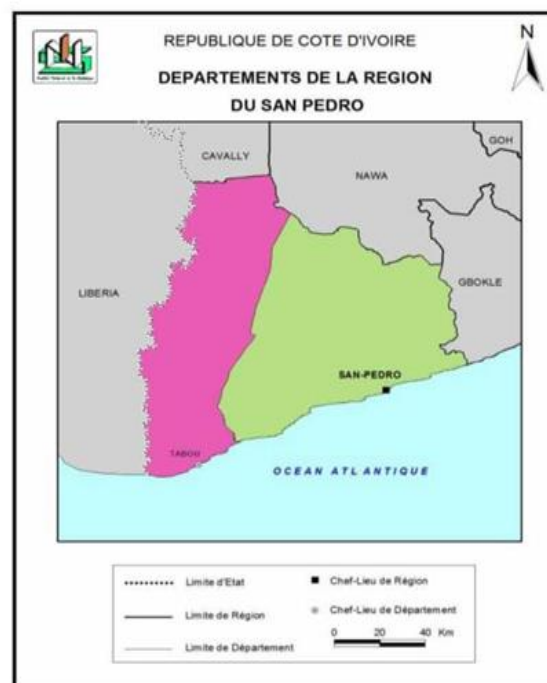 REPUBLIQUE DE COTE D'IVOIRE
N
DEPARTEMENTS DE LA REGION
DU SAN PEDRO
GOH
CAVALLY
NAWA
GBOKLE
LIBERIA
SAN-PEDRO
TABOU
OCEAN ATLANTIQUE
Limite d'Etat
Chef-Lieu de Région
Limite de Région
Chef-Lieu de Département
0 20 40 Km
Limite de Département